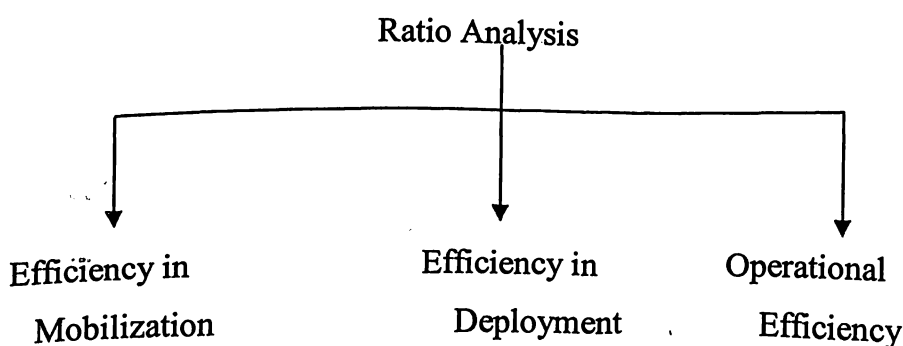 Ratio Analysis
Efficiency in
Mobilization
Efficiency in
Deployment
Operational
Efficiency